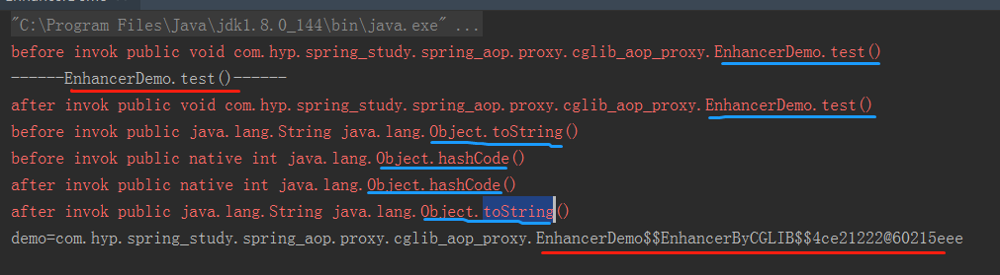 "C:\Program Files\Java\jdk1.8.0_144\bin\java.exe" ...
before invok public void com.hyp.spring_study.spring_aop.proxy.cglib_aop_proxy.EnhancerDemo.test()
------EnhancerDemo.test()------
after invok public void com.hyp.spring_study.spring_aop.proxy.cglib_aop_proxy.EnhancerDemo.test()
before invok public java.lang.String java.lang.Object.toString()
before invok public native int java.lang.Object.hashCode()
after invok public native int java.lang.Object.hashCode()
after invok public java.lang.String java.lang.Object.toString()
demo=com.hyp.spring_study.spring_aop.proxy.cglib_aop_proxy.EnhancerDemo$$EnhancerByCGLIB$$4ce21222@60215eee